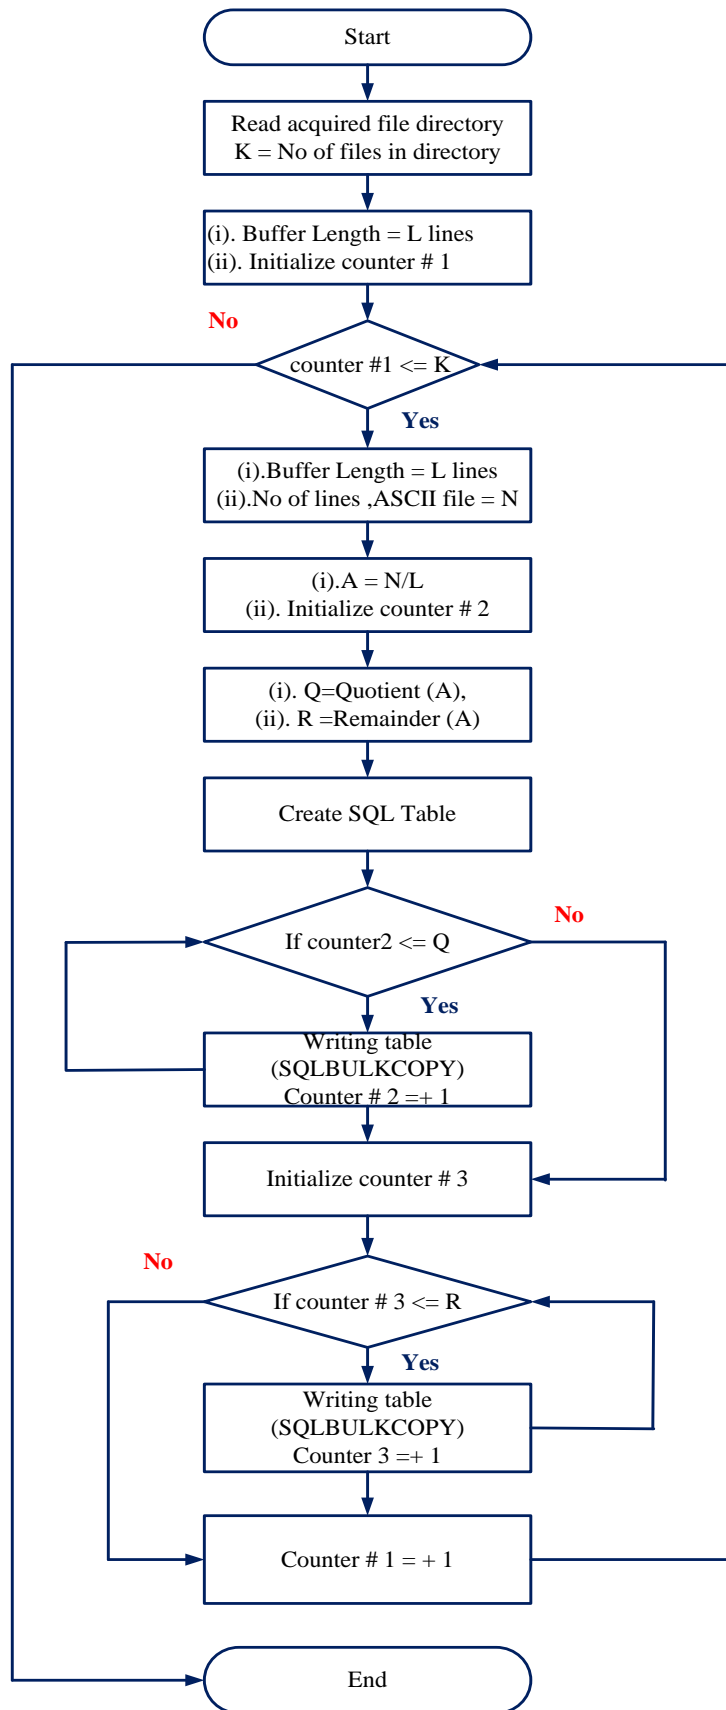 Start
Read acquired file directory
K = No of files in directory
(i). Buffer Length = L lines
(ii). Initialize counter # 1
No
counter #1 <= K
Yes
(i).Buffer Length = L lines
(ii).No of lines ,ASCII file = N
(i).A = N/L
(ii). Initialize counter # 2
(i). Q=Quotient (A),
(ii). R =Remainder (A)
Create SQL Table
No
If counter2 <= Q
Yes
Writing table
(SQLBULKCOPY)
Counter # 2 =+ 1
Initialize counter # 3
No
If counter # 3 <= R
Yes
Writing table
(SQLBULKCOPY)
Counter 3 =+ 1
Counter # 1 = + 1
End